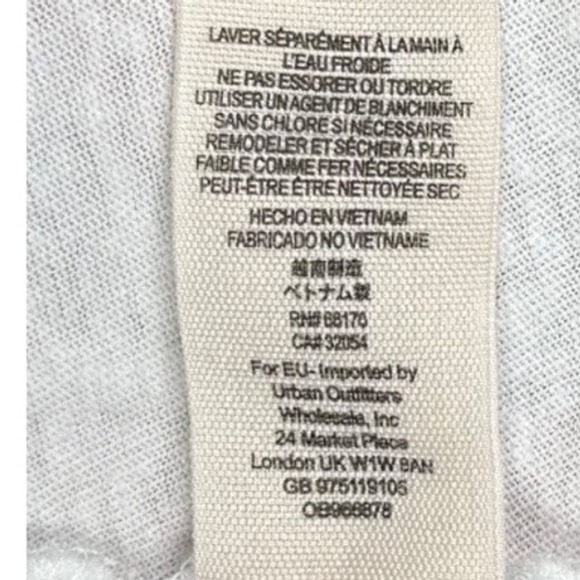 LAVER SÉPARÉMENT À LA MAIN À
L'EAU FROIDE
NE PAS ESSORER OU TORDRE
UTILISER UN AGENT DE BLANCHIMENT
SANS CHLORE SI NÉCESSAIRE
REMODELER ET SÉCHER À PLAT
FAIBLE COMME FER NÉCESSAIRES
PEUT-ÊTRE ÊTRE NETTOYÉE SEC
HECHO EN VIETNAM
FABRICADO NO VIETNAME
越南制造
ベトナム製
RN# 66170
CA# 32054
For EU- Imported by
Urban Outfitters
Wholesale, Inc
24 Market Place
London UK W1W 8AN
GB 975119105
OB966878